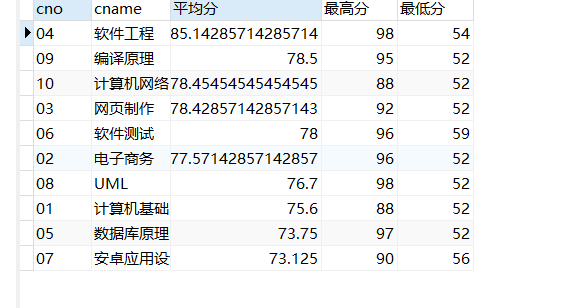 cno cname 平均分 最高分 最低分
04 软件工程 85.14285714285714 98 54
09 编译原理 78.5 95 52
10 计算机网络 78.45454545454545 88 52
03 网页制作 78.42857142857143 92 52
06 软件测试 78 96 59
02 电子商务 77.57142857142857 96 52
08 UML 76.7 98 52
01 计算机基础 75.6 88 52
05 数据库原理 73.75 97 52
07 安卓应用设 73.125 90 56